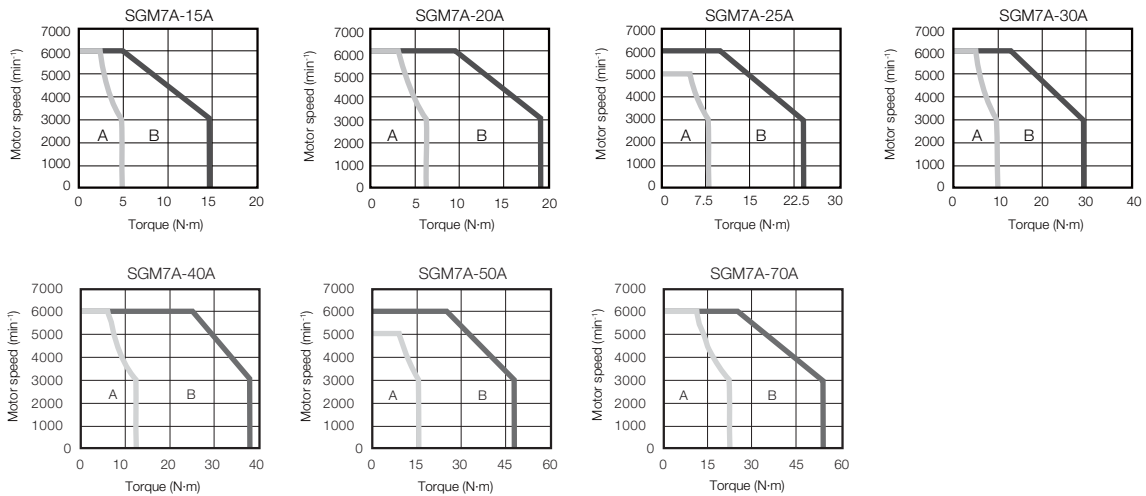 SGM7A-15A
Motor speed (min⁻¹)
7000
6000
5000
4000
3000
2000
1000
0
A
B
0 5 10 15 20
Torque (N·m)
SGM7A-20A
Motor speed (min⁻¹)
7000
6000
5000
4000
3000
2000
1000
0
A
B
0 5 10 15 20
Torque (N·m)
SGM7A-25A
Motor speed (min⁻¹)
7000
6000
5000
4000
3000
2000
1000
0
A
B
0 7.5 15 22.5 30
Torque (N·m)
SGM7A-30A
Motor speed (min⁻¹)
7000
6000
5000
4000
3000
2000
1000
0
A
B
0 10 20 30 40
Torque (N·m)
SGM7A-40A
Motor speed (min⁻¹)
7000
6000
5000
4000
3000
2000
1000
0
A
B
0 10 20 30 40
Torque (N·m)
SGM7A-50A
Motor speed (min⁻¹)
7000
6000
5000
4000
3000
2000
1000
0
A
B
0 15 30 45 60
Torque (N·m)
SGM7A-70A
Motor speed (min⁻¹)
7000
6000
5000
4000
3000
2000
1000
0
A
B
0 15 30 45 60
Torque (N·m)